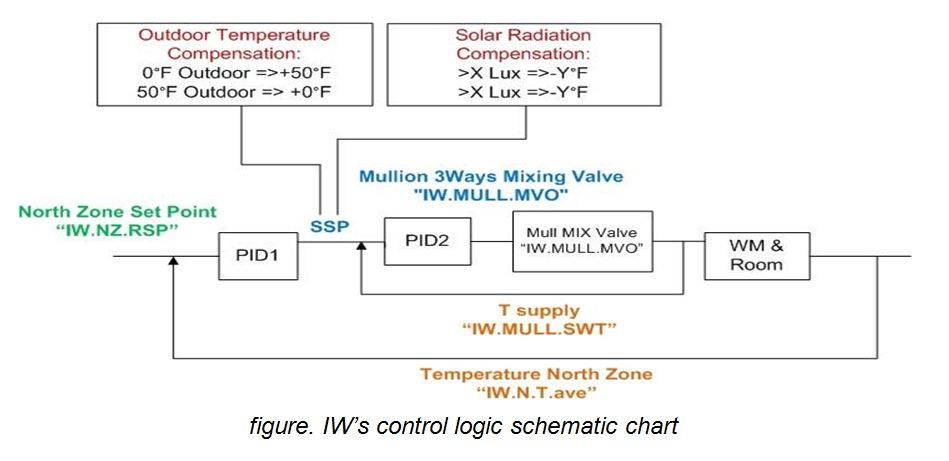 Outdoor Temperature
Compensation:
0°F Outdoor =>+50°F
50°F Outdoor => +0°F
Solar Radiation
Compensation:
>X Lux =>-Y°F
>X Lux =>-Y°F
Mullion 3Ways Mixing Valve
"IW.MULL.MVO"
North Zone Set Point
“IW.NZ.RSP”
SSP
PID1
PID2
Mull MIX Valve
“IW.MULL.MVO”
WM &
Room
T supply
“IW.MULL.SWT”
Temperature North Zone
“IW.N.T.ave”
figure. IW’s control logic schematic chart